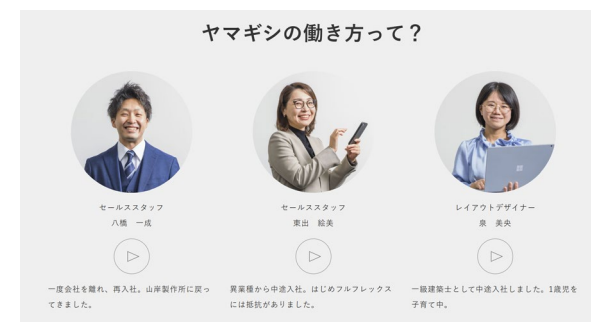 ヤマギシの働き方って？
セールススタッフ
八橋　一成
一度会社を離れ、再入社。山岸製作所に戻っ
てきました。
セールススタッフ
東出　絵美
異業種から中途入社。はじめフルフレックス
には抵抗がありました。
レイアウトデザイナー
泉　美央
一級建築士として中途入社しました。1歳児を
子育て中。